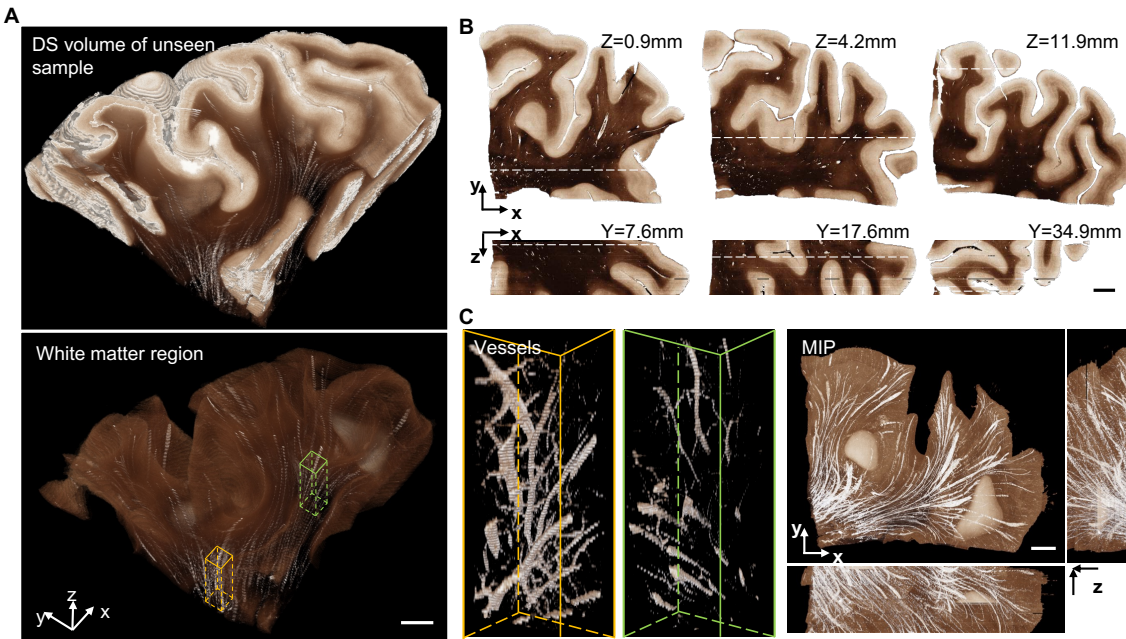 A
DS volume of unseen
sample
White matter region
z
y
x
B
Z=0.9mm
Z=4.2mm
Z=11.9mm
y
x
Y=7.6mm
Y=17.6mm
Y=34.9mm
x
z
C
Vessels
MIP
y
x
z